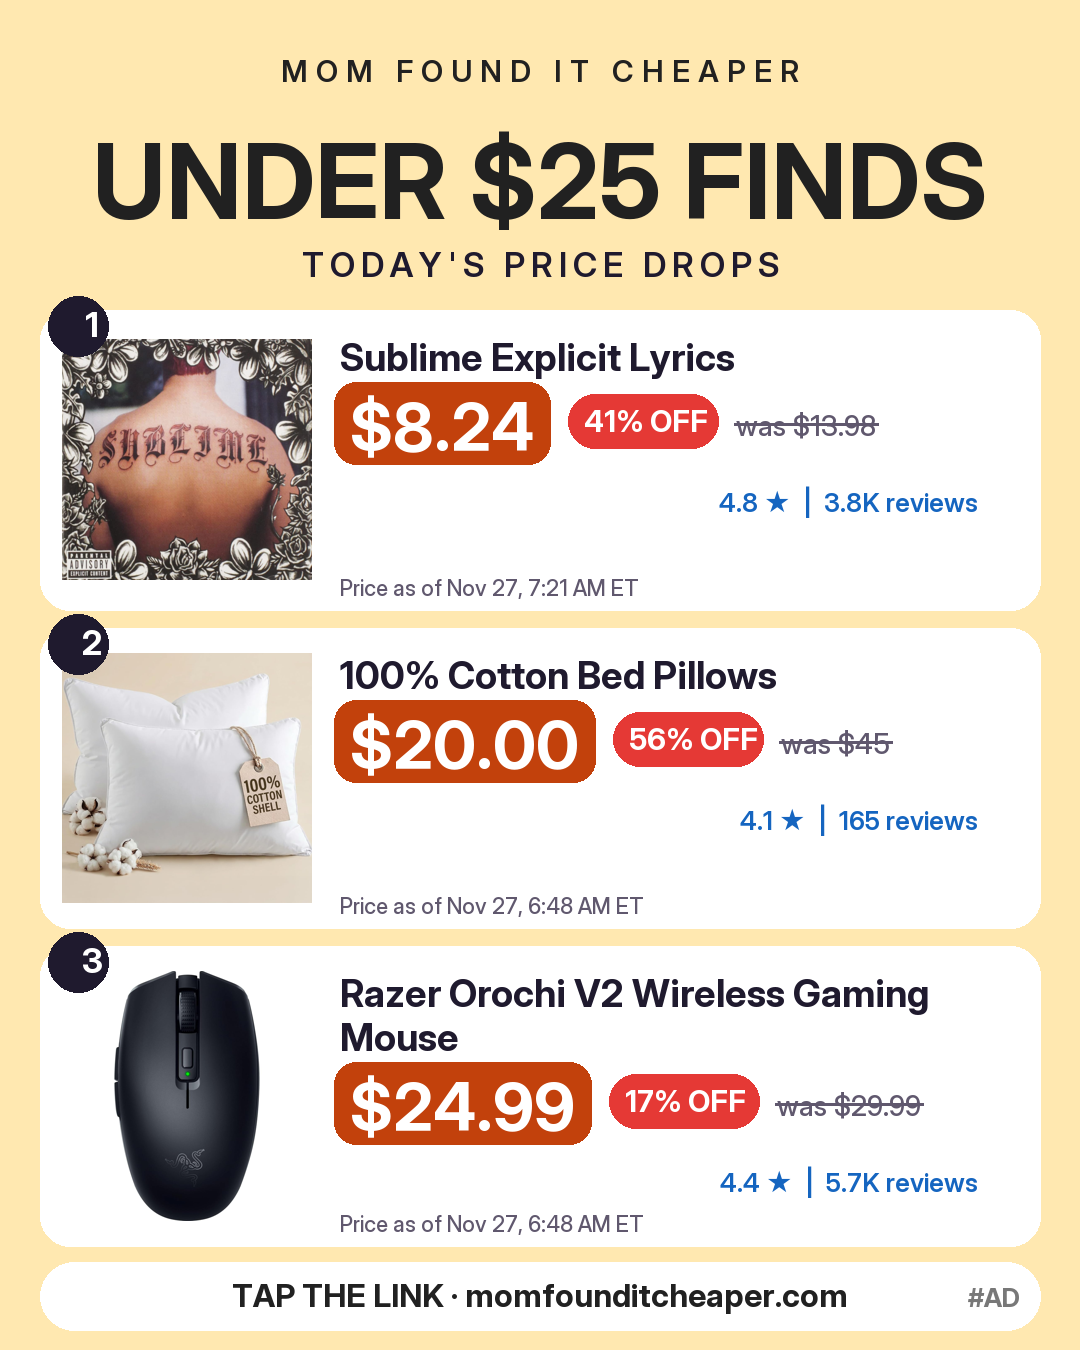 MOM FOUND IT CHEAPER
UNDER $25 FINDS
TODAY'S PRICE DROPS
1
SUBLIME
PARENTAL
ADVISORY
EXPLICIT CONTENT
Sublime Explicit Lyrics
$8.24
41% OFF
was $13.98
4.8 ★ | 3.8K reviews
Price as of Nov 27, 7:21 AM ET
2
100%
COTTON
SHELL
100% Cotton Bed Pillows
$20.00
56% OFF
was $45
4.1 ★ | 165 reviews
Price as of Nov 27, 6:48 AM ET
3
Razer Orochi V2 Wireless Gaming
Mouse
$24.99
17% OFF
was $29.99
4.4 ★ | 5.7K reviews
Price as of Nov 27, 6:48 AM ET
TAP THE LINK · momfounditcheaper.com
#AD